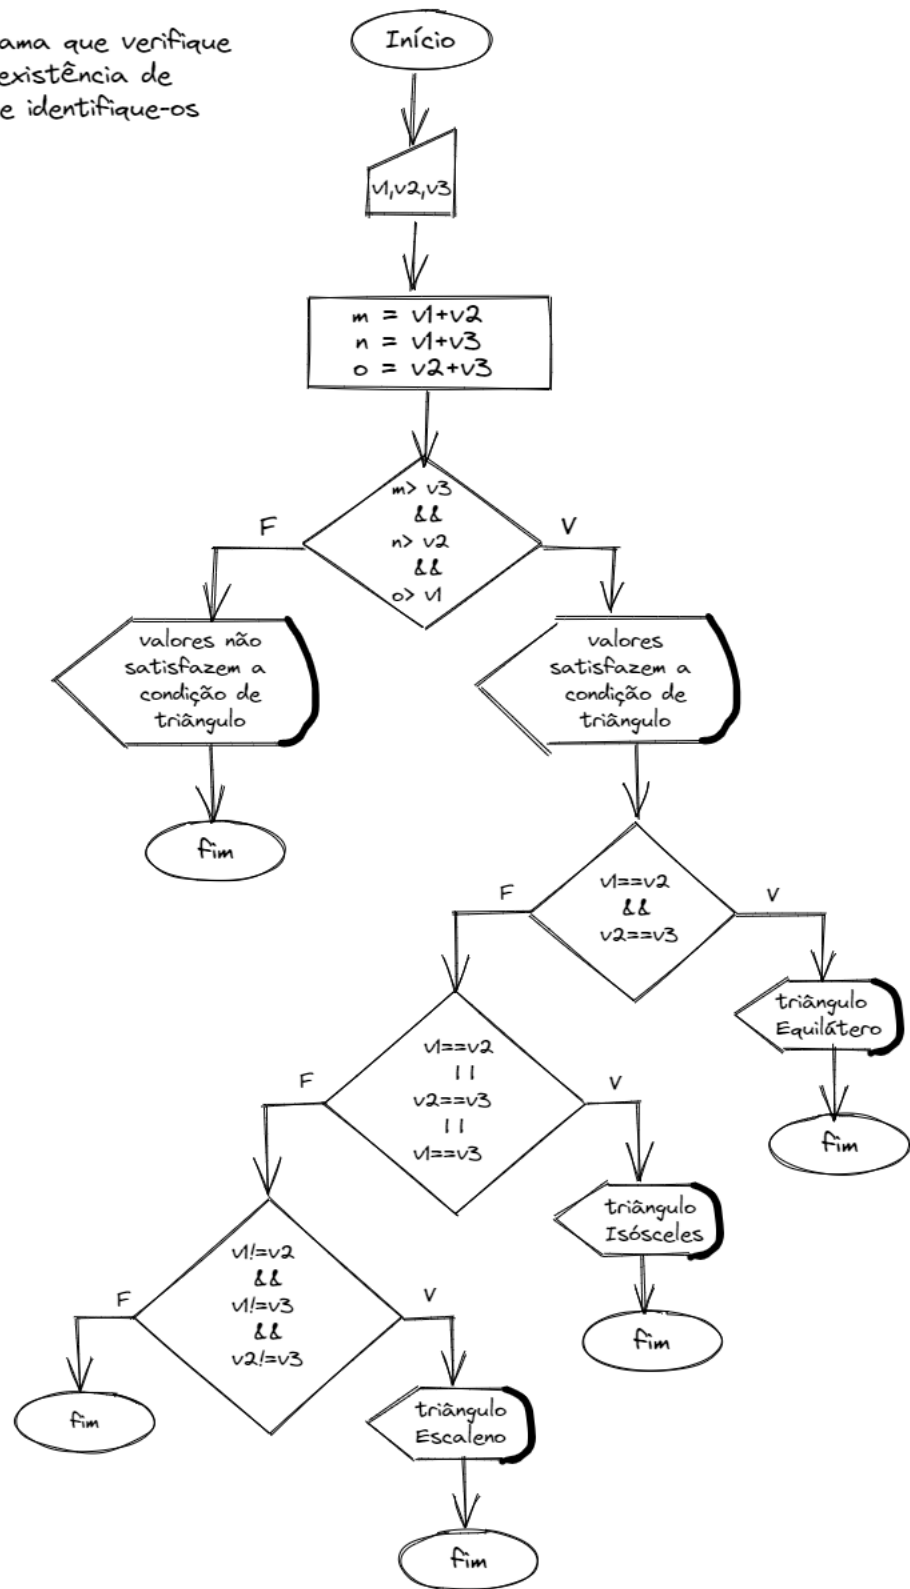 ama que verifique
existência de
e identifique-os
Início
v1,v2,v3
m = v1+v2
n = v1+v3
o = v2+v3
m> v3
&&
n> v2
&&
o> v1
F
V
valores não
satisfazem a
condição de
triângulo
valores
satisfazem a
condição de
triângulo
fim
v1==v2
&&
v2==v3
F
V
triângulo
Equilátero
fim
v1==v2
||
v2==v3
||
v1==v3
F
V
triângulo
Isósceles
fim
v1!=v2
&&
v1!=v3
&&
v2!=v3
F
V
fim
triângulo
Escaleno
fim